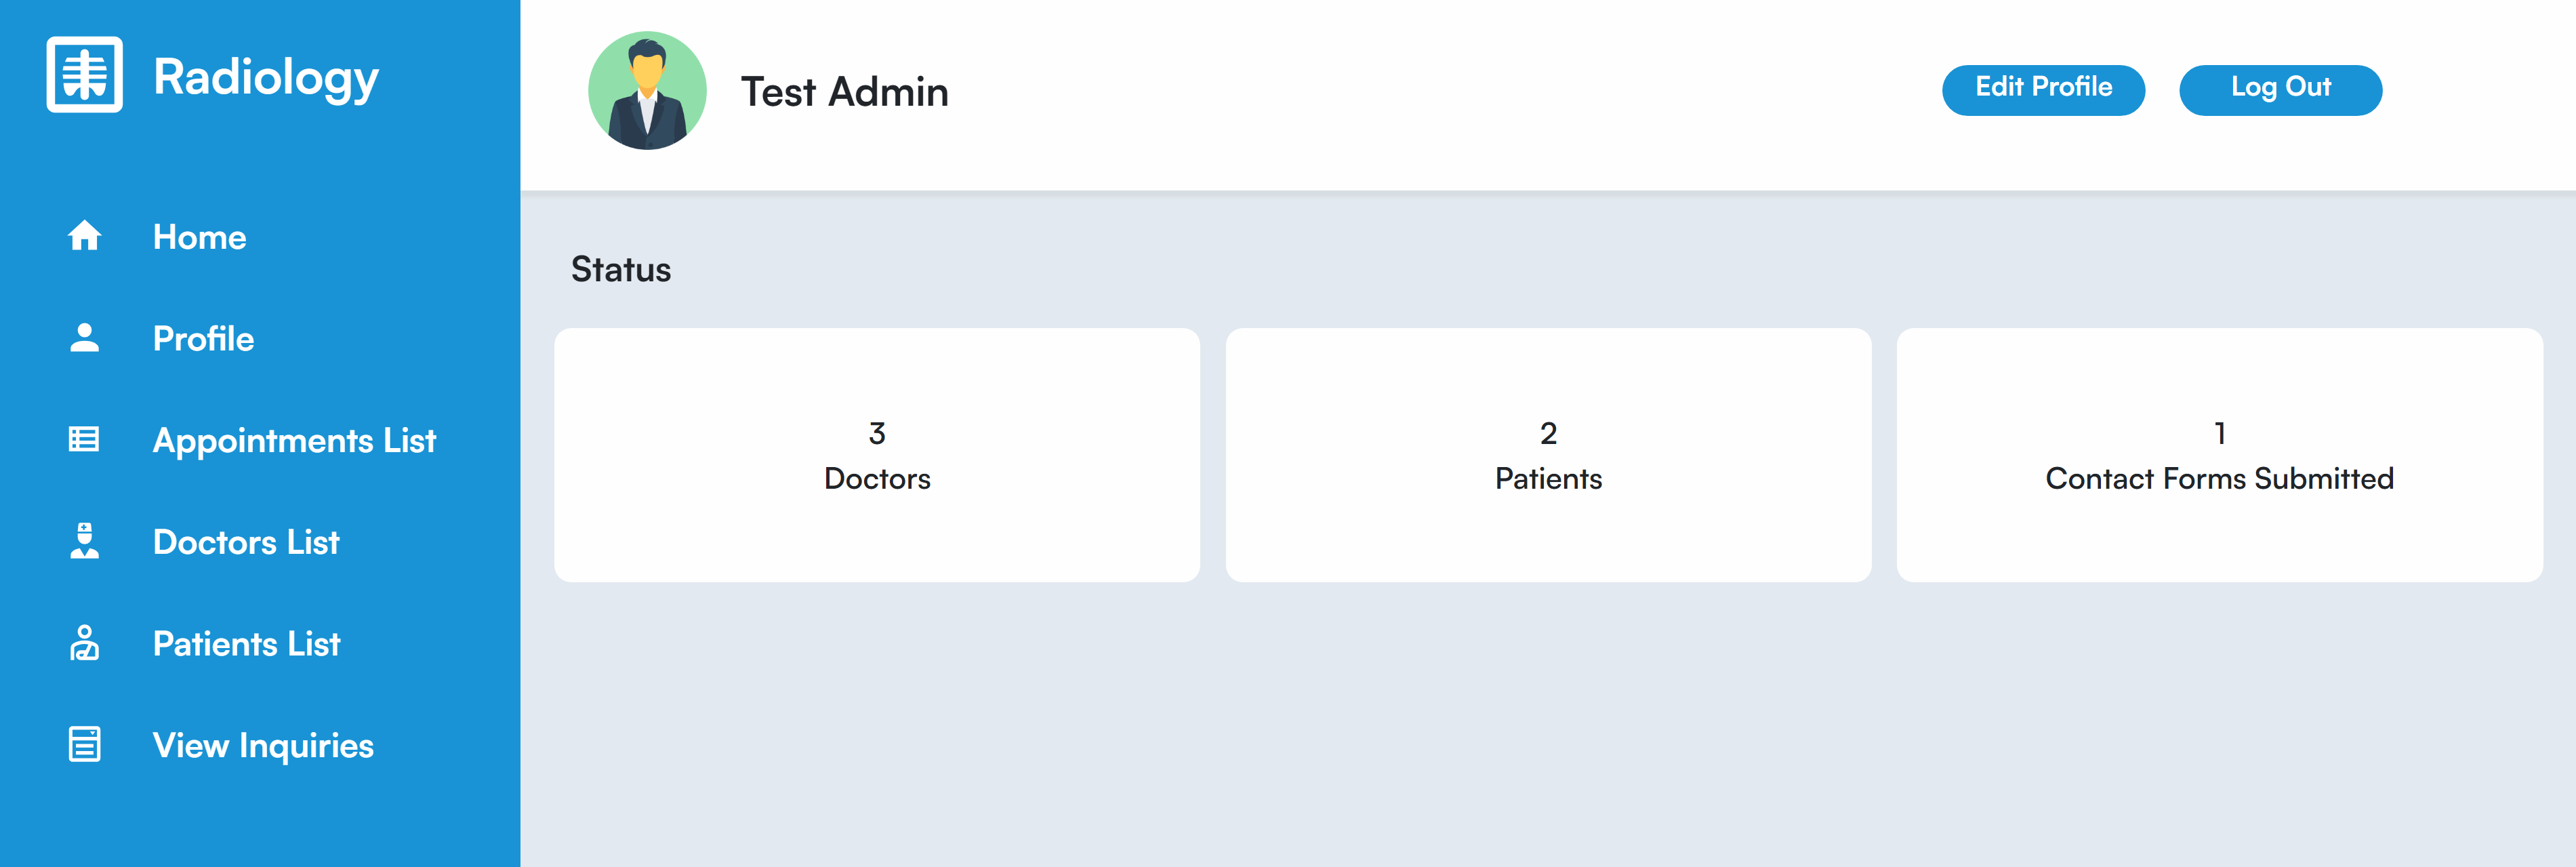 Radiology
Home
Profile
Appointments List
Doctors List
Patients List
View Inquiries
Test Admin
Edit Profile
Log Out
Status
3
Doctors
2
Patients
1
Contact Forms Submitted